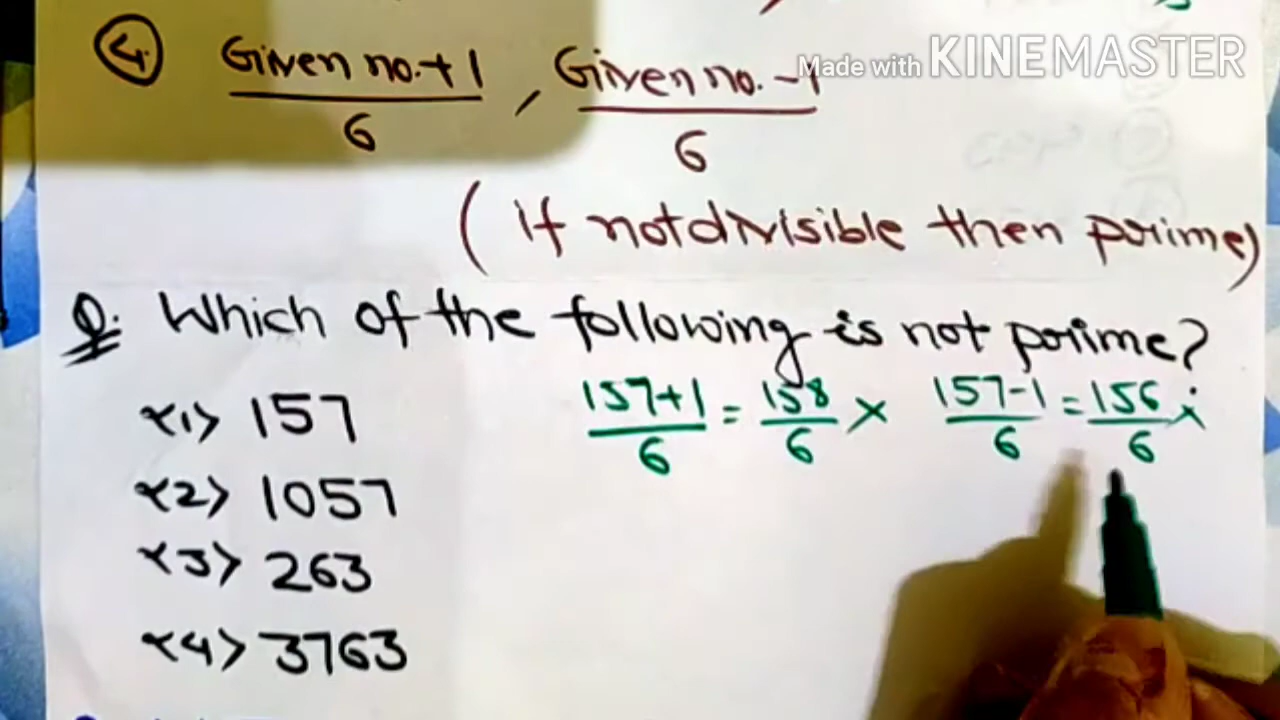 Made with KINEMASTER
4. Given no.+1 / 6 , Given no.-1 / 6
(If not divisible then prime)
Q. Which of the following is not prime?
<1> 157
157+1 / 6 = 158 / 6 × 157-1 / 6 = 156 / 6 ×
<2> 1057
<3> 263
<4> 3763